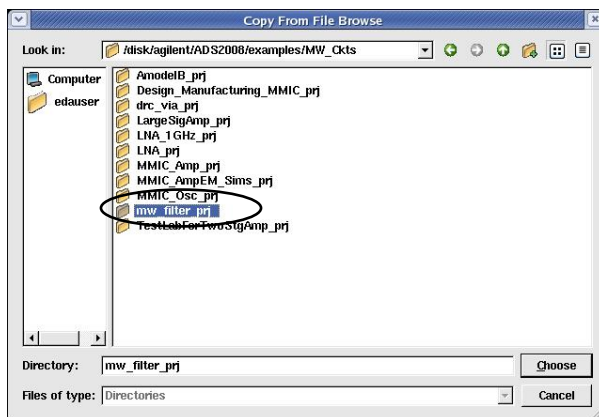 Copy From File Browse
Look in: /disk/agilent/ADS2008/examples/MW_Ckts
Computer
edauser
AmodelB_prj
Design_Manufacturing_MMIC_prj
drc_via_prj
LargeSigAmp_prj
LNA_1GHz_prj
LNA_prj
MMIC_Amp_prj
MMIC_AmpEM_Sims_prj
MMIC_Osc_prj
mw_filter_prj
TestLabForTwoStgAmp_prj
Directory: mw_filter_prj
Choose
Files of type: Directories
Cancel